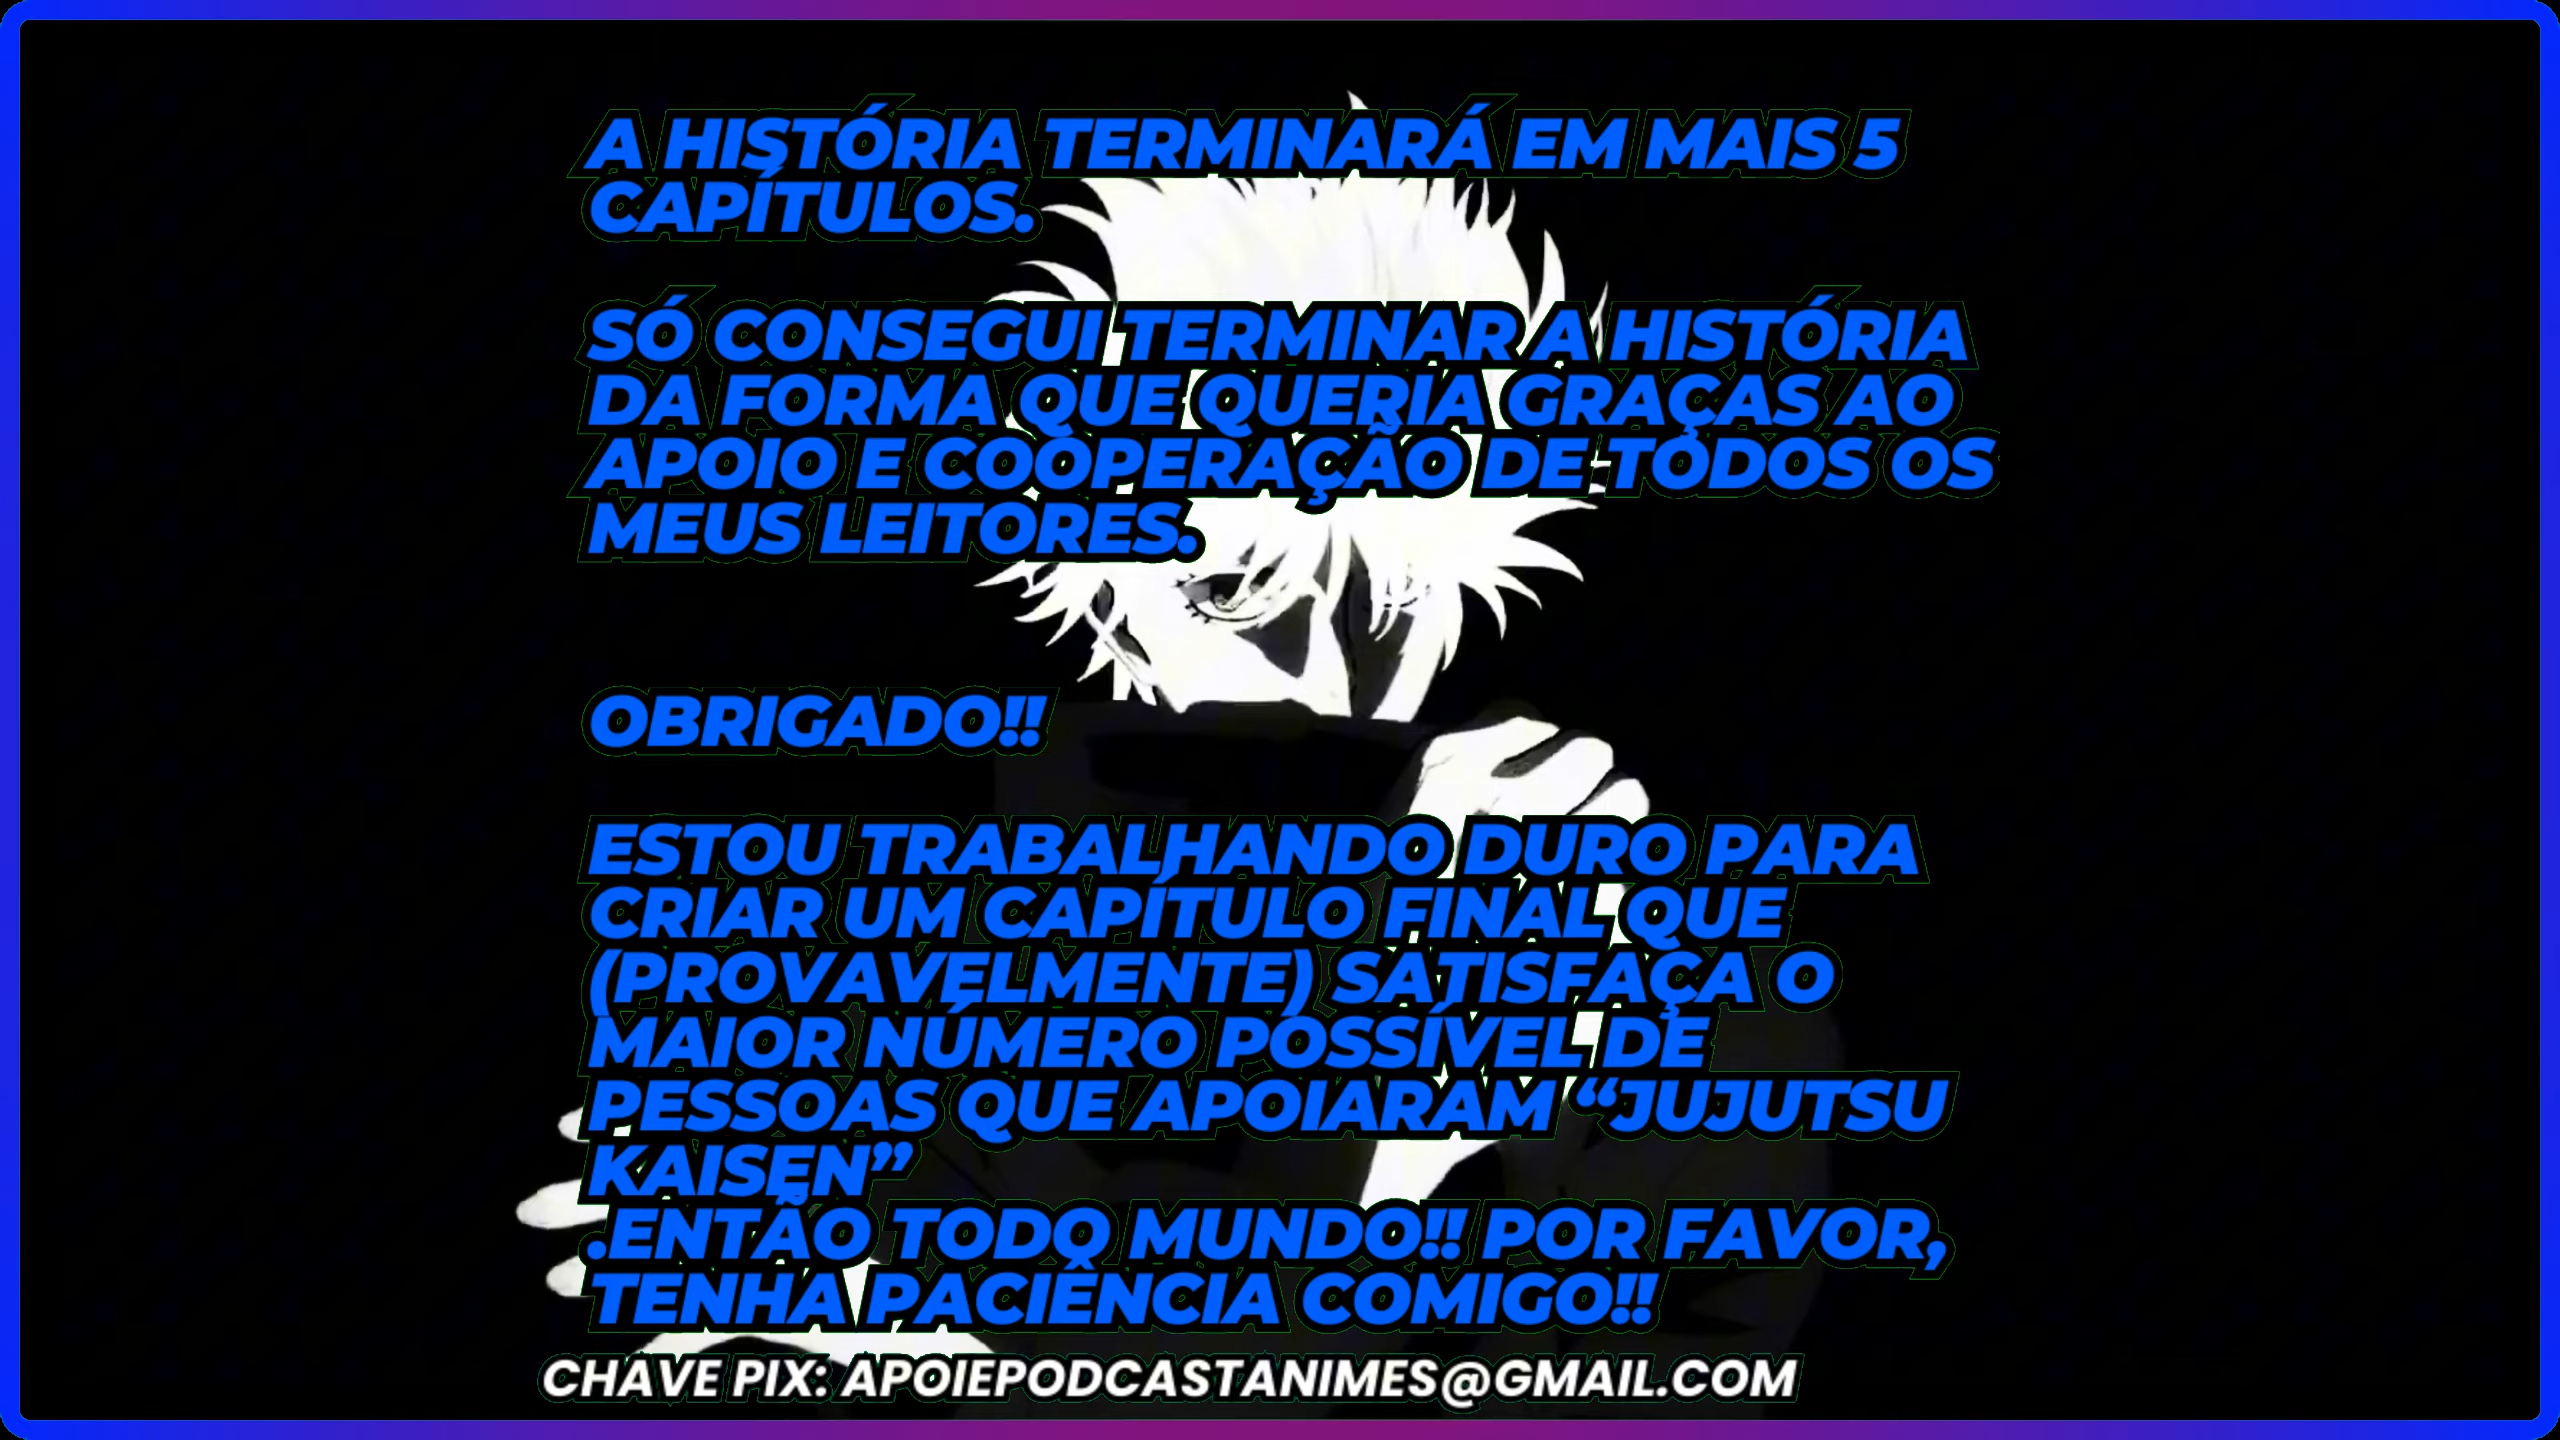 A HISTÓRIA TERMINARÁ EM MAIS 5
CAPÍTULOS.
SÓ CONSEGUI TERMINAR A HISTÓRIA
DA FORMA QUE QUERIA GRAÇAS AO
APOIO E COOPERAÇÃO DE TODOS OS
MEUS LEITORES.
OBRIGADO!!
ESTOU TRABALHANDO DURO PARA
CRIAR UM CAPÍTULO FINAL QUE
(PROVAVELMENTE) SATISFAÇA O
MAIOR NÚMERO POSSÍVEL DE
PESSOAS QUE APOIARAM “JUJUTSU
KAISEN”
.ENTÃO TODO MUNDO!! POR FAVOR,
TENHA PACIÊNCIA COMIGO!!
CHAVE PIX: APOIEPODCASTANIMES@GMAIL.COM